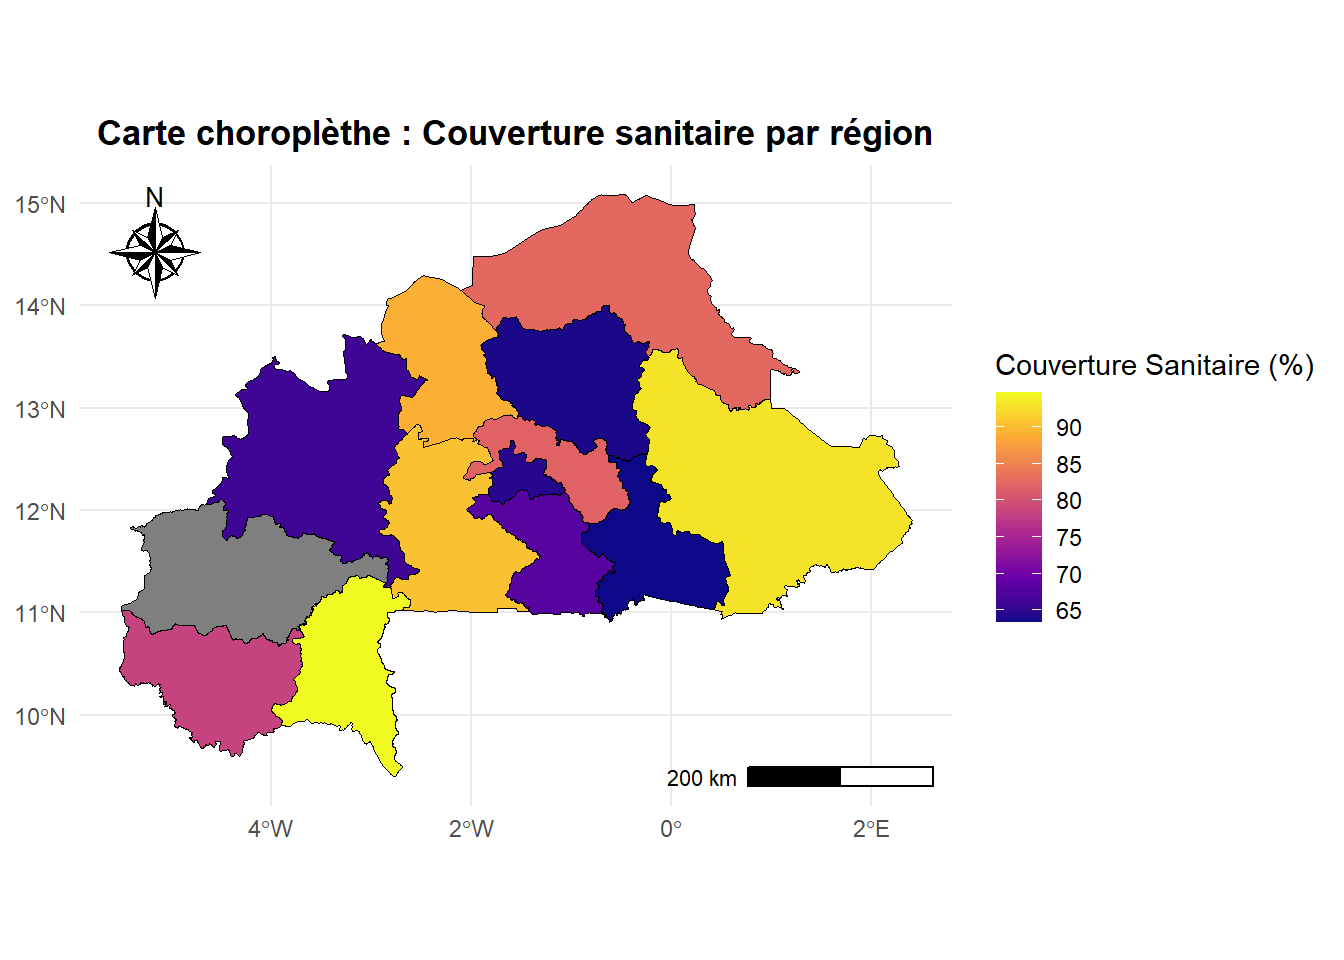 Carte choroplèthe : Couverture sanitaire par région
N
15°N
14°N
13°N
12°N
11°N
10°N
4°W
2°W
0°
2°E
200 km
Couverture Sanitaire (%)
90
85
80
75
70
65